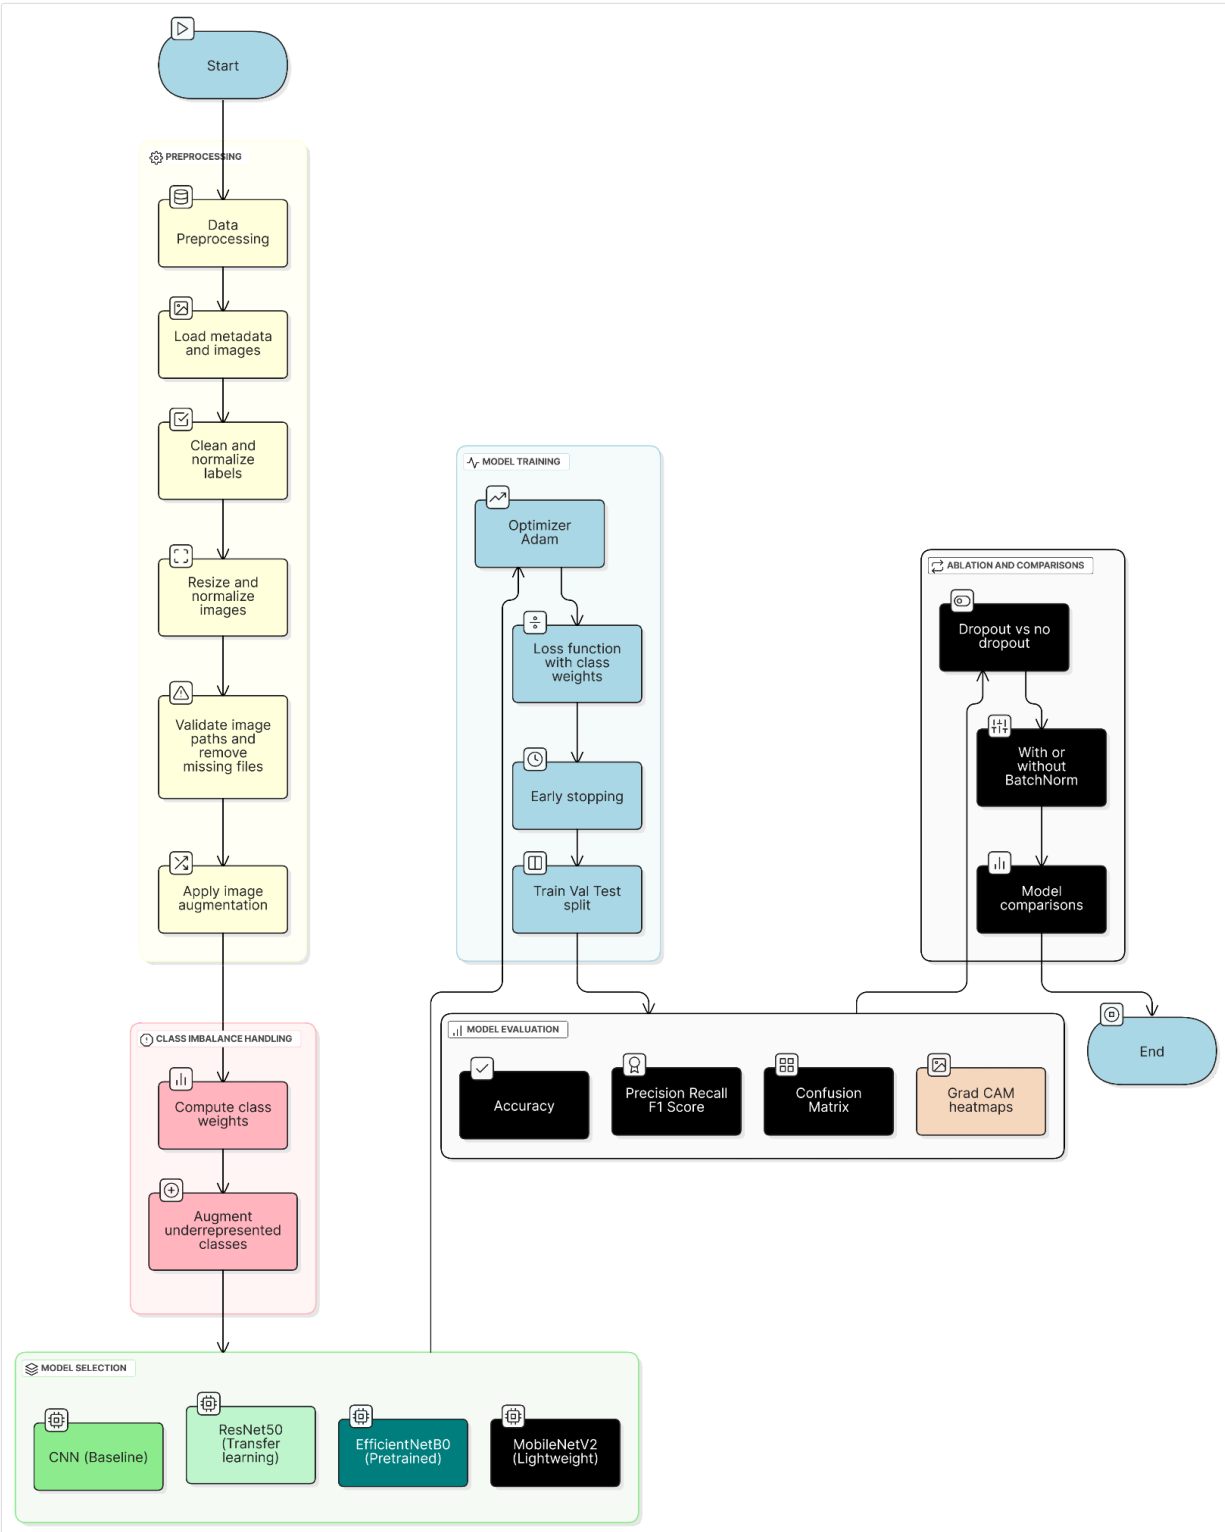 Start
PREPROCESSING
Data
Preprocessing
Load metadata
and images
Clean and
normalize
labels
Resize and
normalize
images
Validate image
paths and
remove
missing files
Apply image
augmentation
CLASS IMBALANCE HANDLING
Compute class
weights
Augment
underrepresented
classes
MODEL SELECTION
CNN (Baseline)
ResNet50
(Transfer
learning)
EfficientNetB0
(Pretrained)
MobileNetV2
(Lightweight)
MODEL TRAINING
Optimizer
Adam
Loss function
with class
weights
Early stopping
Train Val Test
split
MODEL EVALUATION
Accuracy
Precision Recall
F1 Score
Confusion
Matrix
Grad CAM
heatmaps
ABLATION AND COMPARISONS
Dropout vs no
dropout
With or
without
BatchNorm
Model
comparisons
End